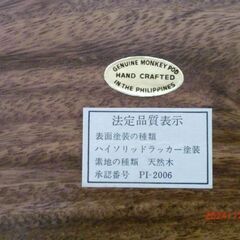 GENUINE MONKEY POD
HAND CRAFTED
IN THE PHILIPPINES
法定品質表示
表面塗装の種類
ハイソリッドラッカー塗装
素地の種類 天然木
承認番号 PI-2006